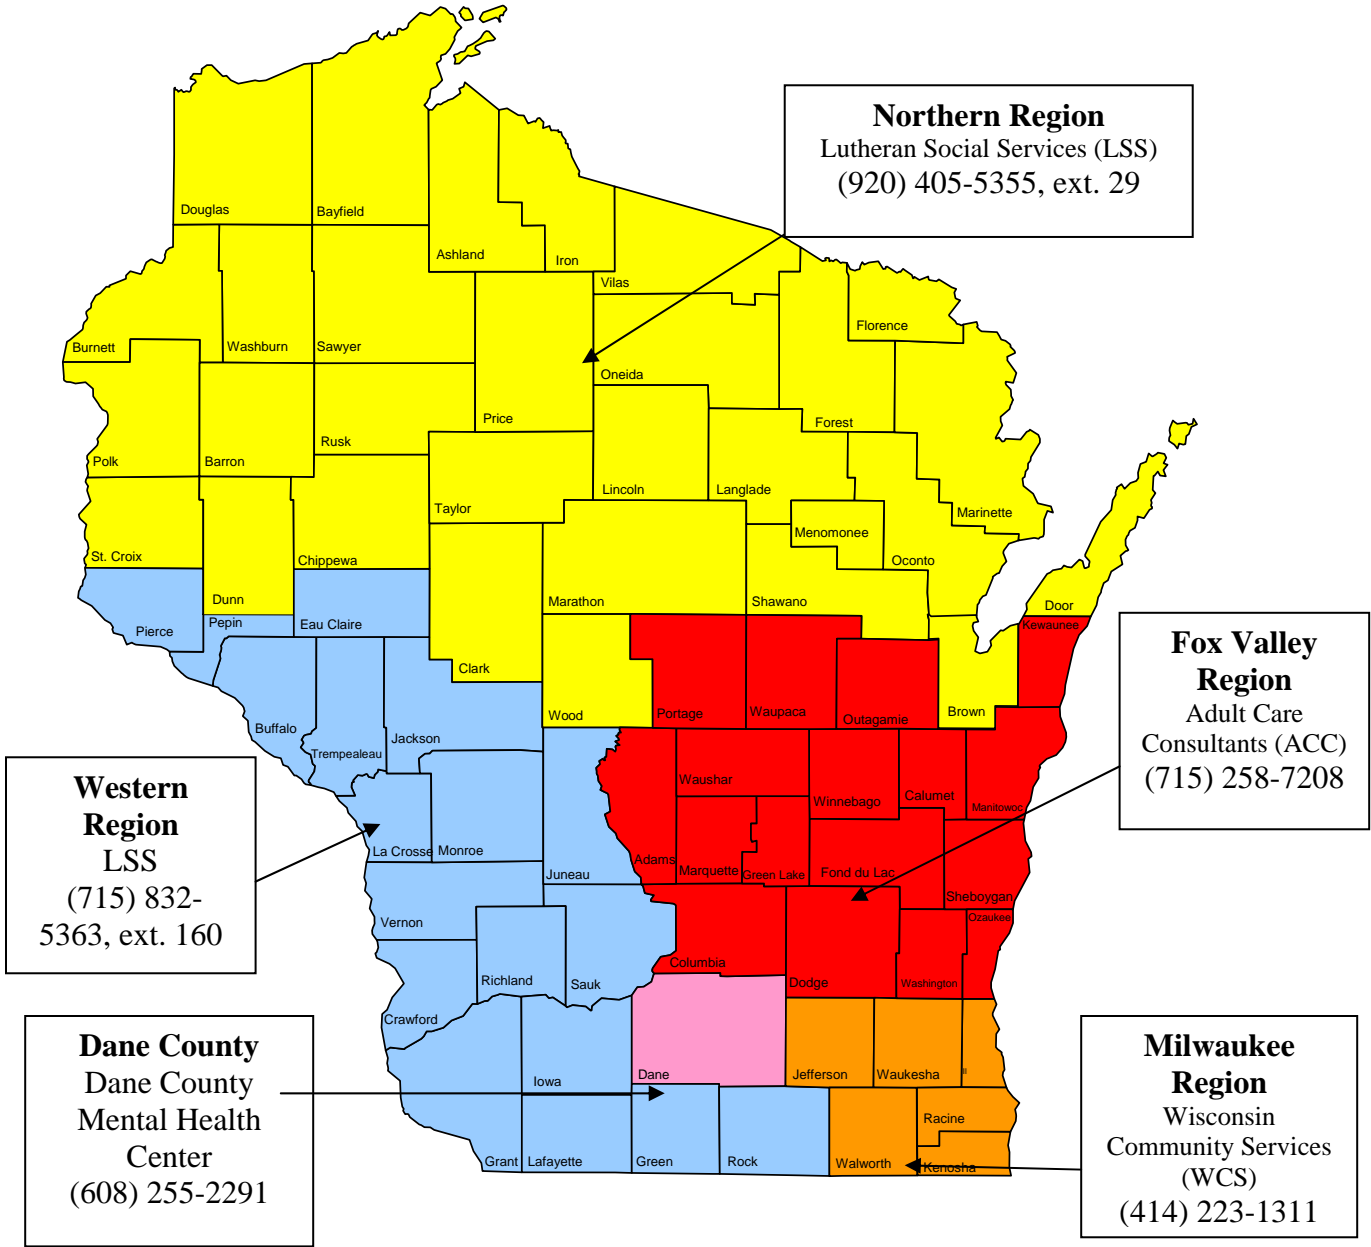 Northern Region
Lutheran Social Services (LSS)
(920) 405-5355, ext. 29
Douglas
Bayfield
Ashland
Iron
Vilas
Florence
Burnett
Washburn
Sawyer
Oneida
Price
Forest
Rusk
Polk
Barron
Lincoln
Langlade
Taylor
Marinette
Menomonee
St. Croix
Chippewa
Oconto
Dunn
Marathon
Shawano
Door
Pierce
Pepin
Eau Claire
Kewaunee
Clark
Wood
Portage
Waupaca
Outagamie
Brown
Fox Valley
Region
Adult Care
Consultants (ACC)
(715) 258-7208
Buffalo
Trempealeau
Jackson
Waushar
Winnebago
Calumet
Manitowoc
Western
Region
LSS
(715) 832-
5363, ext. 160
La Crosse
Monroe
Juneau
Adams
Marquette
Green Lake
Fond du Lac
Sheboygan
Vernon
Ozaukee
Richland
Sauk
Columbia
Dodge
Washington
Crawford
Dane County
Dane County
Mental Health
Center
(608) 255-2291
Iowa
Dane
Jefferson
Waukesha
Racine
Grant
Lafayette
Green
Rock
Walworth
Kenosha
Milwaukee
Region
Wisconsin
Community Services
(WCS)
(414) 223-1311